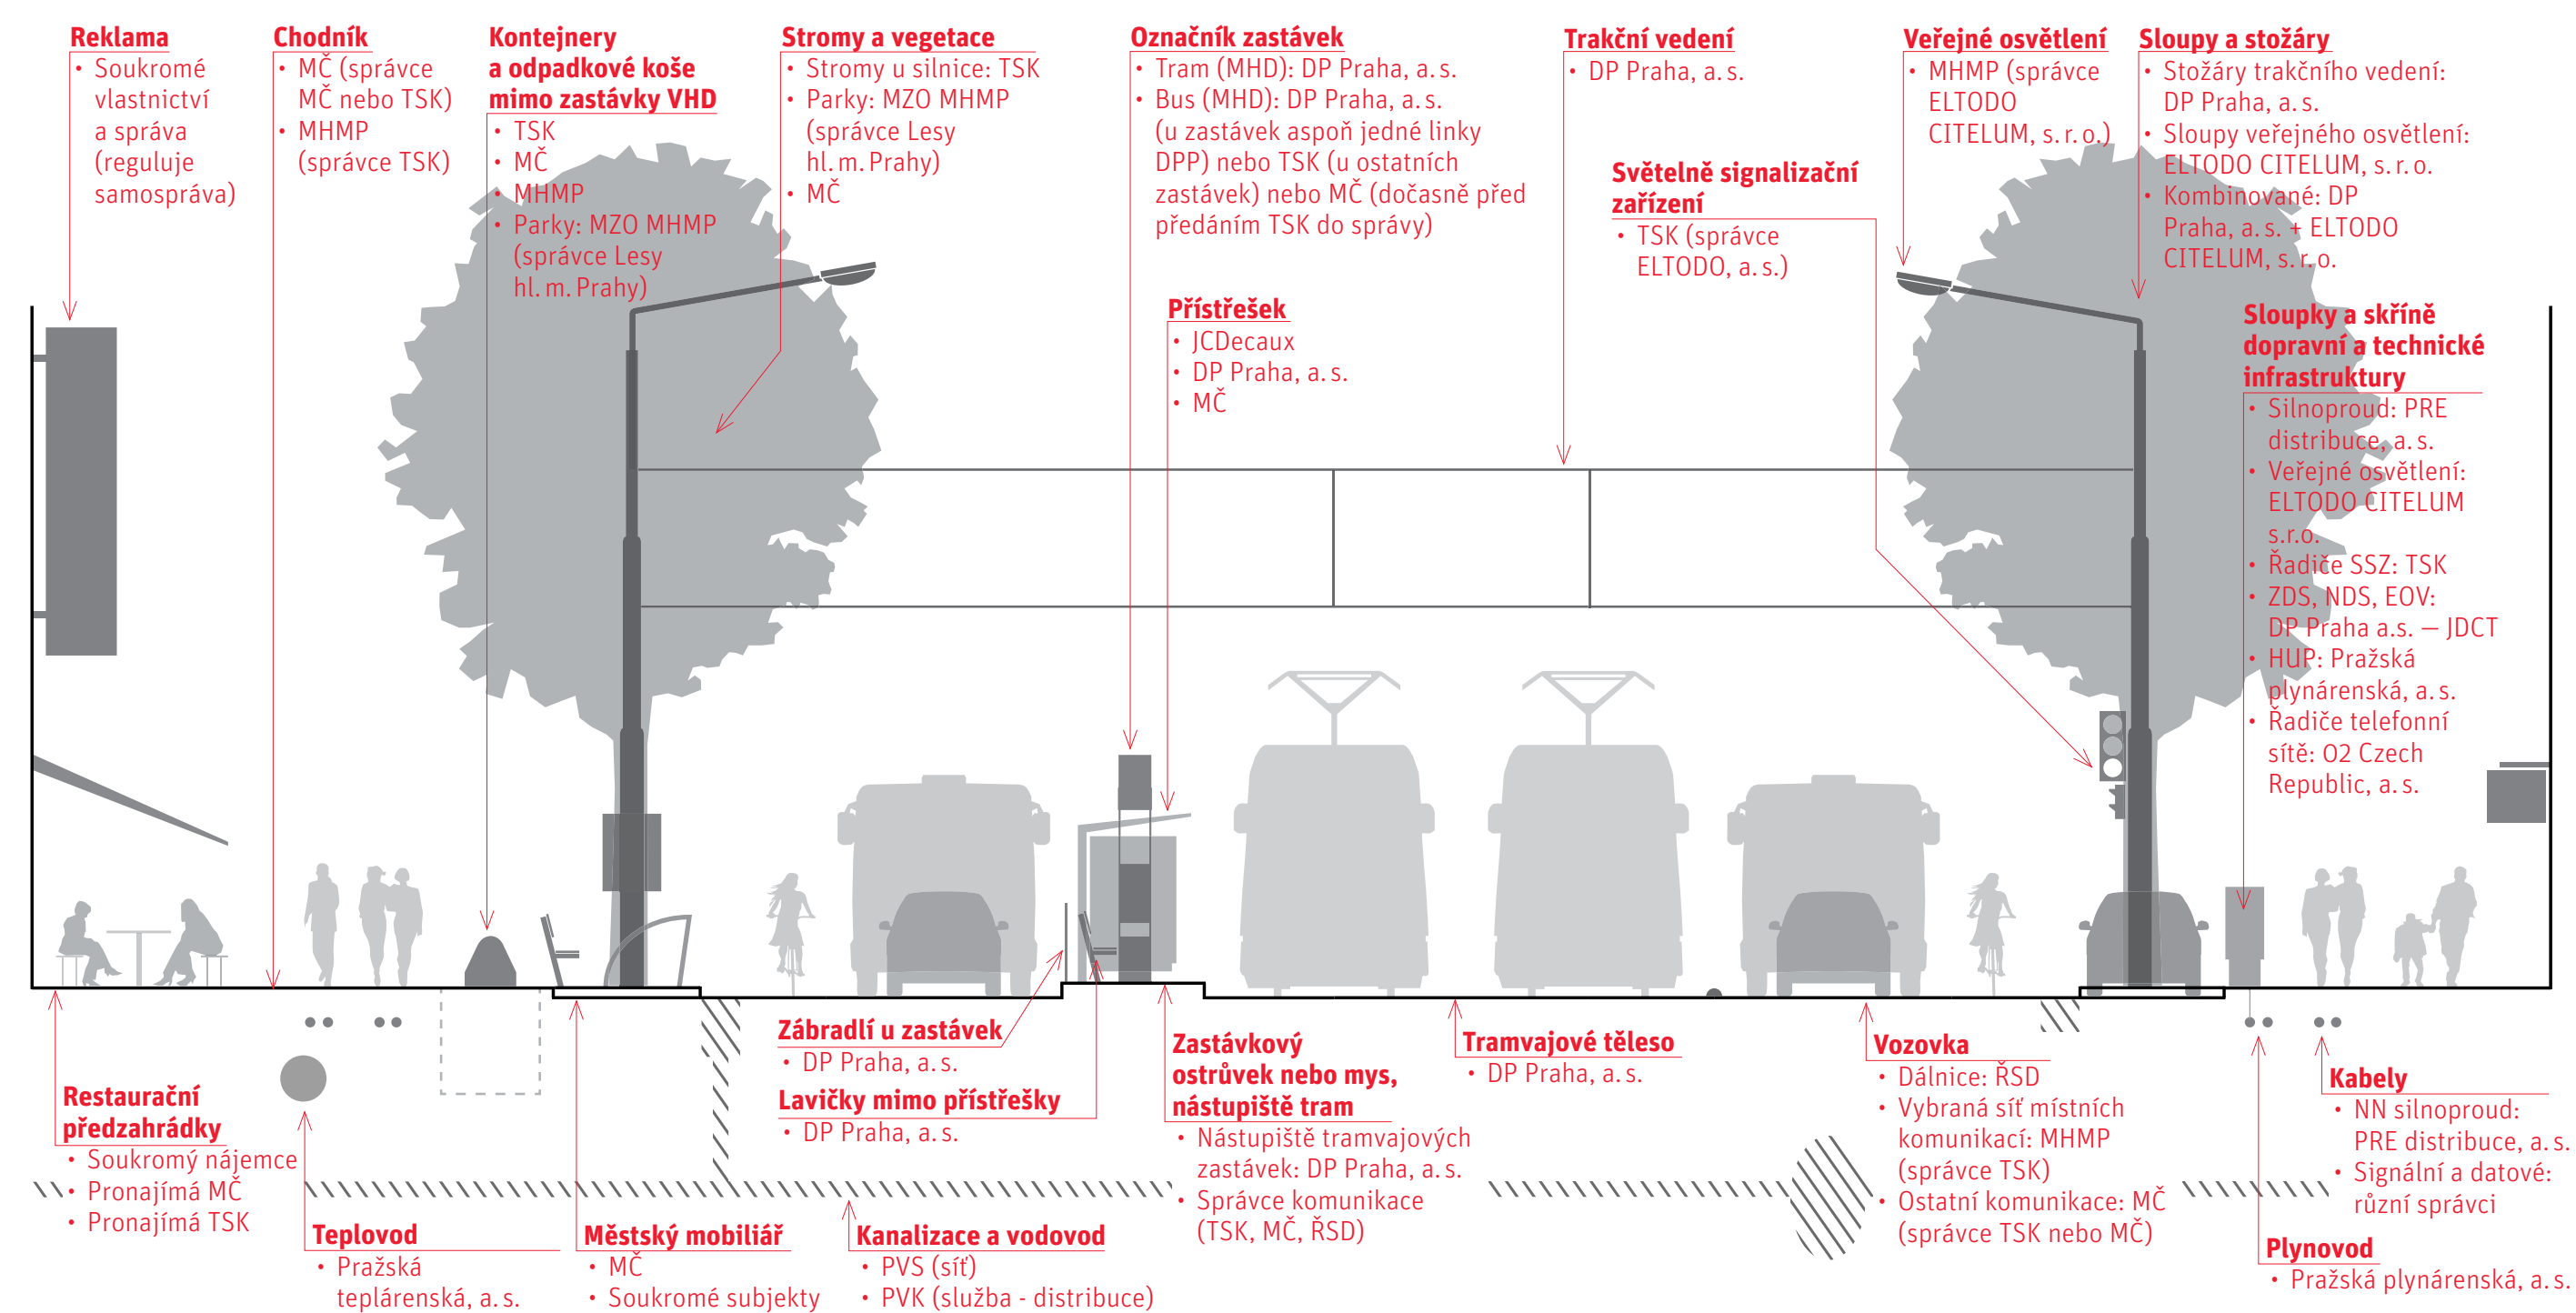 Reklama
• Soukromé
vlastnictví
a správa
(reguluje
samospráva)
Chodník
• MČ (správce
MČ nebo TSK)
• MHMP
(správce TSK)
Kontejnery
a odpadkové koše
mimo zastávky VHD
• TSK
• MČ
• MHMP
• Parky: MZO MHMP
(správce Lesy
hl. m. Prahy)
Stromy a vegetace
• Stromy u silnice: TSK
• Parky: MZO MHMP
(správce Lesy
hl. m. Prahy)
• MČ
Označník zastávek
• Tram (MHD): DP Praha, a. s.
• Bus (MHD): DP Praha, a. s.
(u zastávek aspoň jedné linky
DPP) nebo TSK (u ostatních
zastávek) nebo MČ (dočasně před
předáním TSK do správy)
Přístřešek
• JCDecaux
• DP Praha, a. s.
• MČ
Trakční vedení
• DP Praha, a. s.
Světelně signalizační
zařízení
• TSK (správce
ELTODO, a. s.)
Veřejné osvětlení
• MHMP (správce
ELTODO
CITELUM, s. r. o.)
Sloupy a stožáry
• Stožáry trakčního vedení:
DP Praha, a. s.
• Sloupy veřejného osvětlení:
ELTODO CITELUM, s. r. o.
• Kombinované: DP
Praha, a. s. + ELTODO
CITELUM, s. r. o.
Sloupky a skříně
dopravní a technické
infrastruktury
• Silnoproud: PRE
distribuce, a. s.
• Veřejné osvětlení:
ELTODO CITELUM
s.r.o.
• Řadiče SSZ: TSK
• ZDS, NDS, EOV:
DP Praha a.s. — JDCT
• HUP: Pražská
plynárenská, a. s.
• Řadiče telefonní
sítě: O2 Czech
Republic, a. s.
Restaurační
předzahrádky
• Soukromý nájemce
• Pronajímá MČ
• Pronajímá TSK
Teplovod
• Pražská
teplárenská, a. s.
Městský mobiliář
• MČ
• Soukromé subjekty
Zábradlí u zastávek
• DP Praha, a. s.
Lavičky mimo přístřešky
• DP Praha, a. s.
Kanalizace a vodovod
• PVS (síť)
• PVK (služba - distribuce)
Zastávkový
ostrůvek nebo mys,
nástupiště tram
• Nástupiště tramvajových
zastávek: DP Praha, a. s.
• Správce komunikace
(TSK, MČ, ŘSD)
Tramvajové těleso
• DP Praha, a. s.
Vozovka
• Dálnice: ŘSD
• Vybraná síť místních
komunikací: MHMP
(správce TSK)
• Ostatní komunikace: MČ
(správce TSK nebo MČ)
Kabely
• NN silnoproud:
PRE distribuce, a. s.
• Signální a datové:
různí správci
Plynovod
• Pražská plynárenská, a. s.